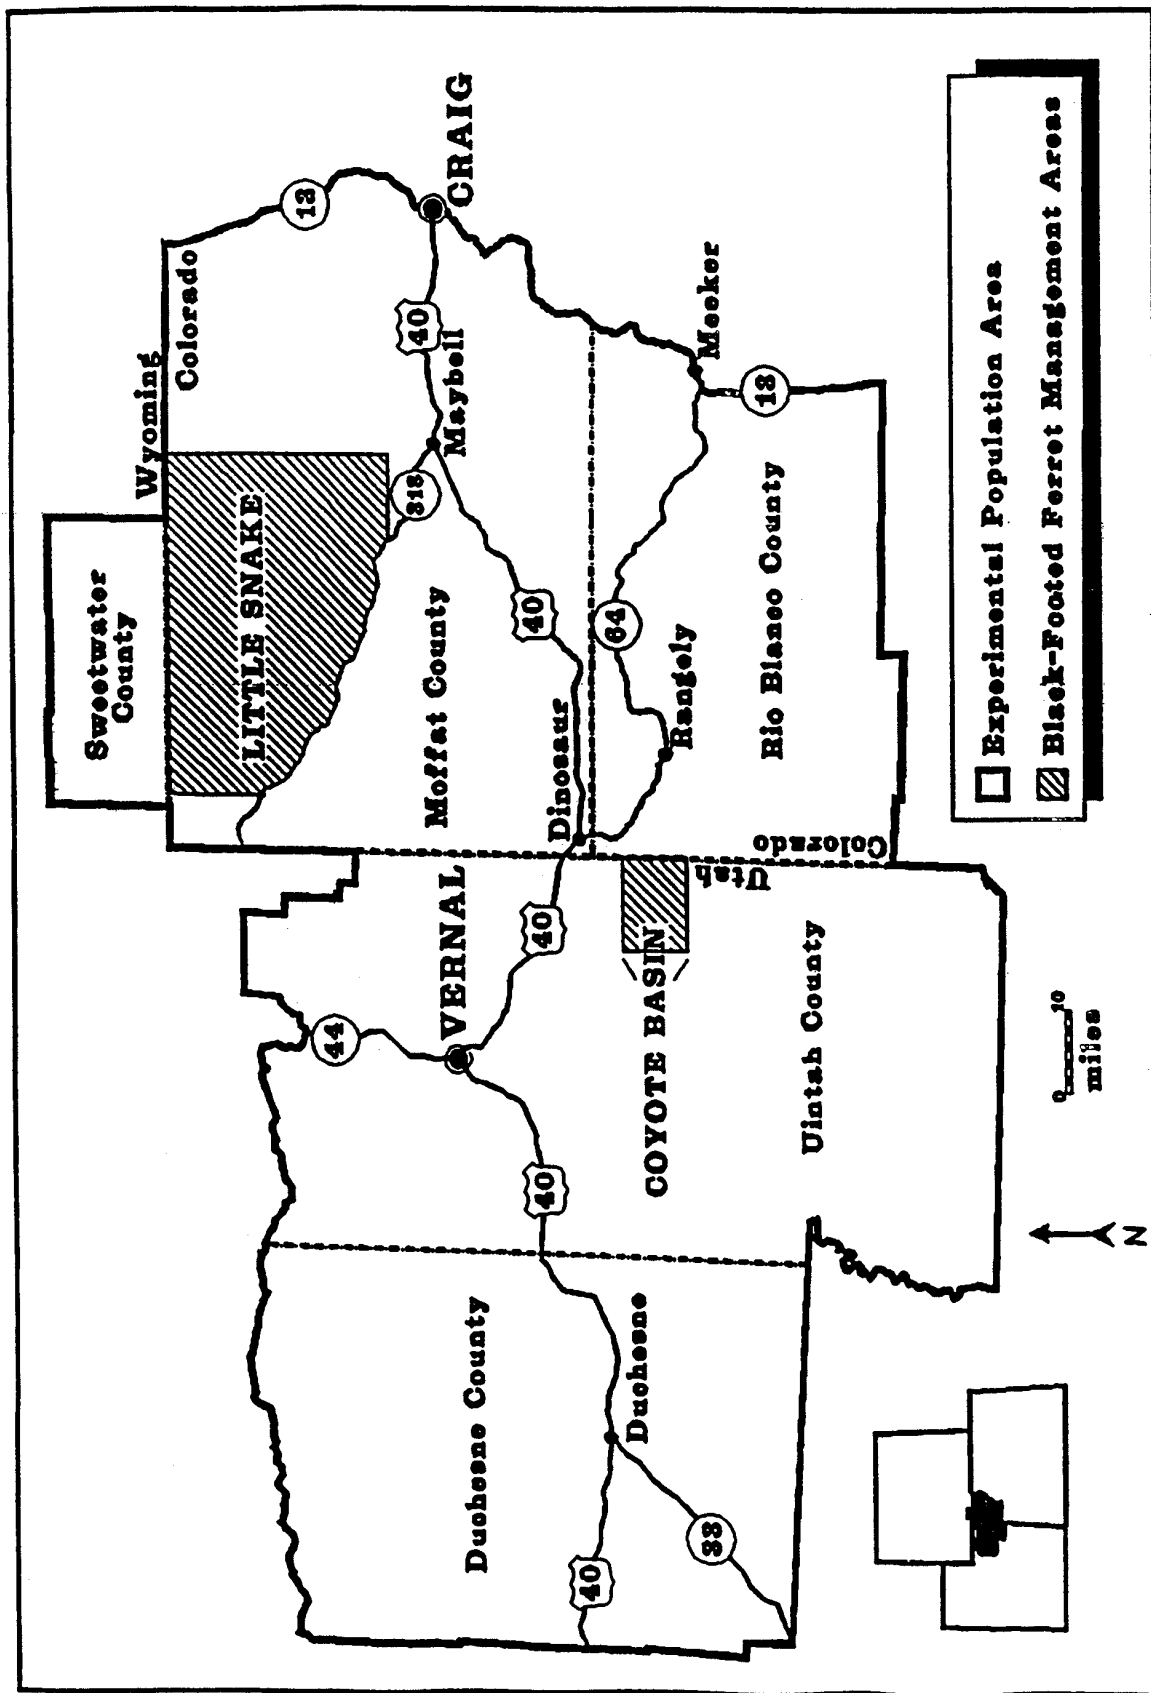 Sweetwater
County
Wyoming
Colorado
LITTLE SNAKE
13
318
40
CRAIG
Maybell
Moffat County
40
Dinosaur
64
Rangely
Meeker
13
Rio Blanco County
Colorado
Utah
44
VERNAL
40
COYOTE BASIN
Uintah County
40
Duchesne County
Duchesne
40
33
0 10
miles
N
Experimental Population Area
Black-Footed Ferret Management Areas